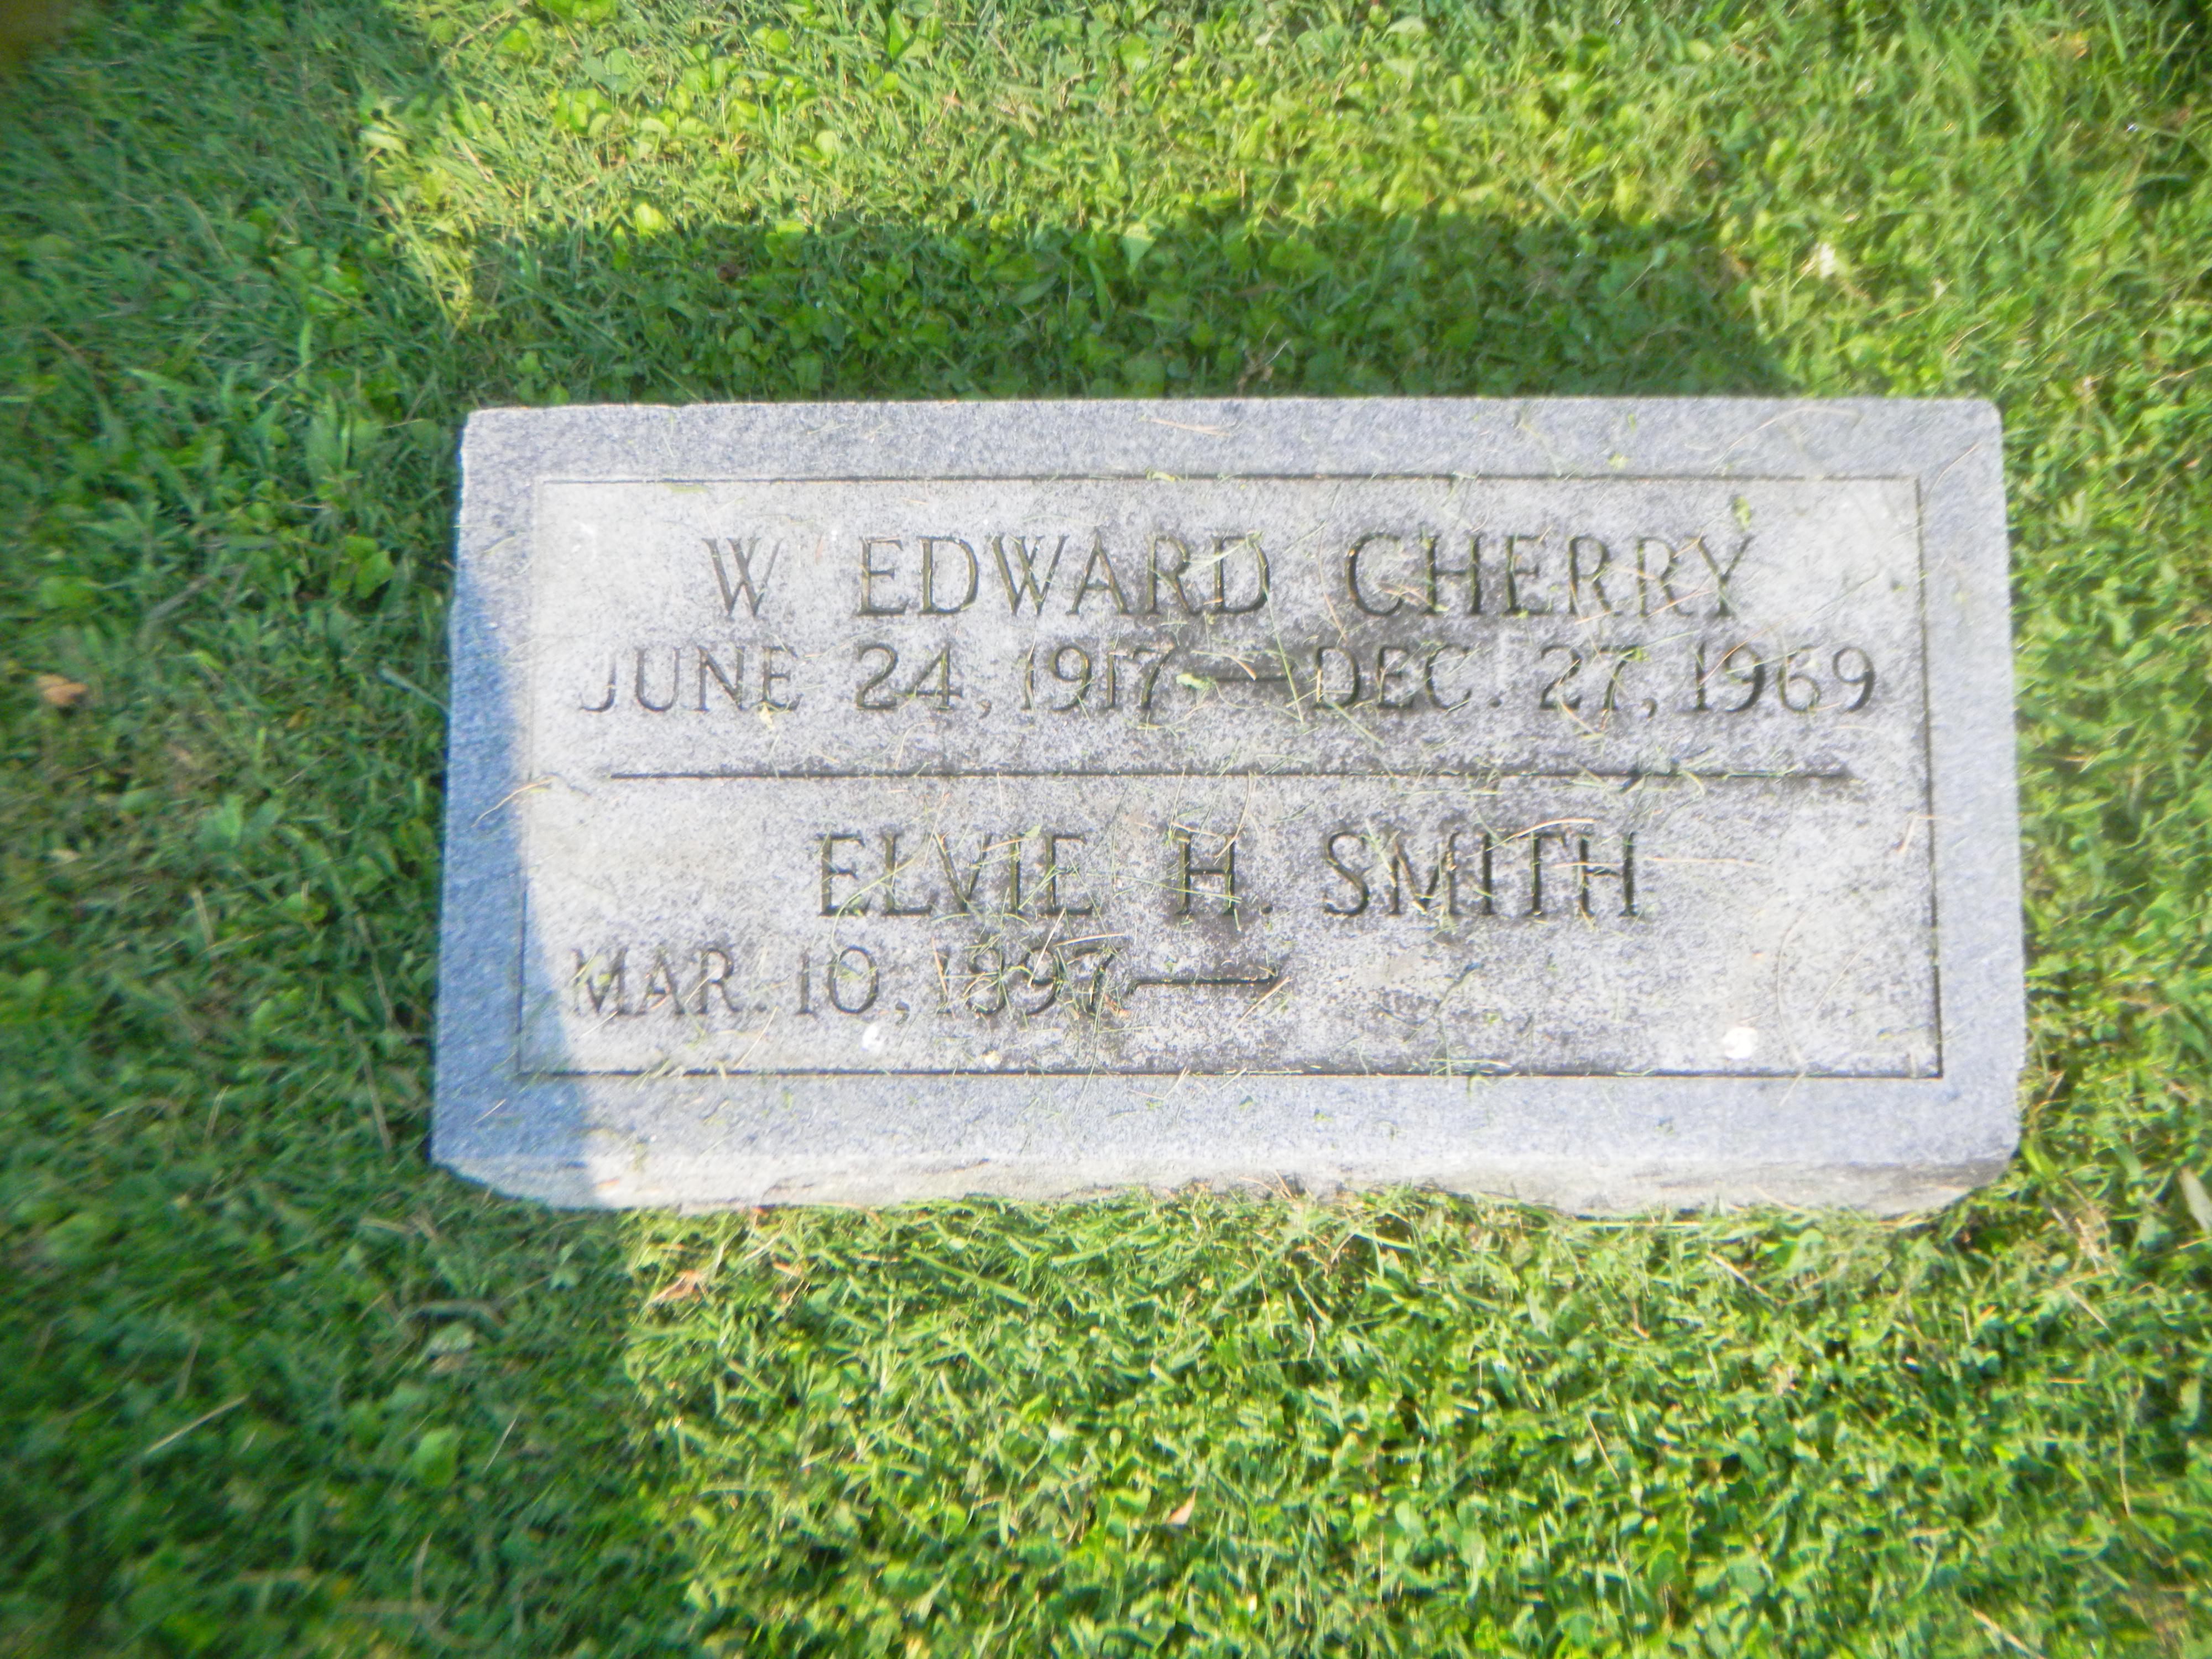 W EDWARD CHERRY
JUNE 24, 1917 — DEC. 27, 1969
ELVIE H. SMITH
MAR. 10, 1897 —